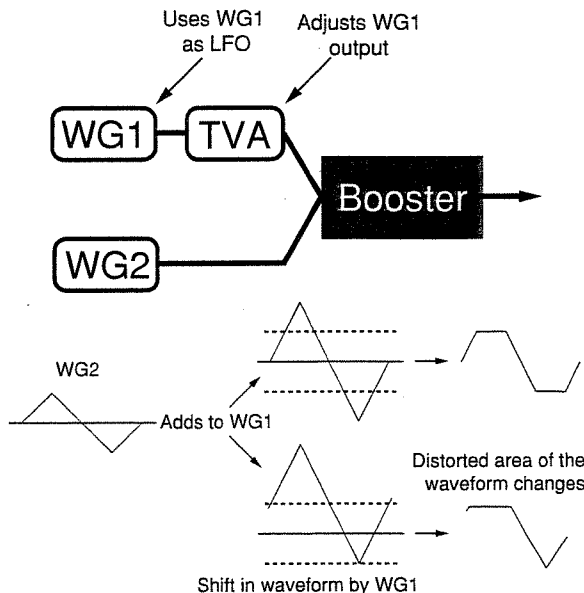 Uses WG1
as LFO
Adjusts WG1
output
WG1
TVA
Booster
WG2
WG2
Adds to WG1
Distorted area of the
waveform changes
Shift in waveform by WG1